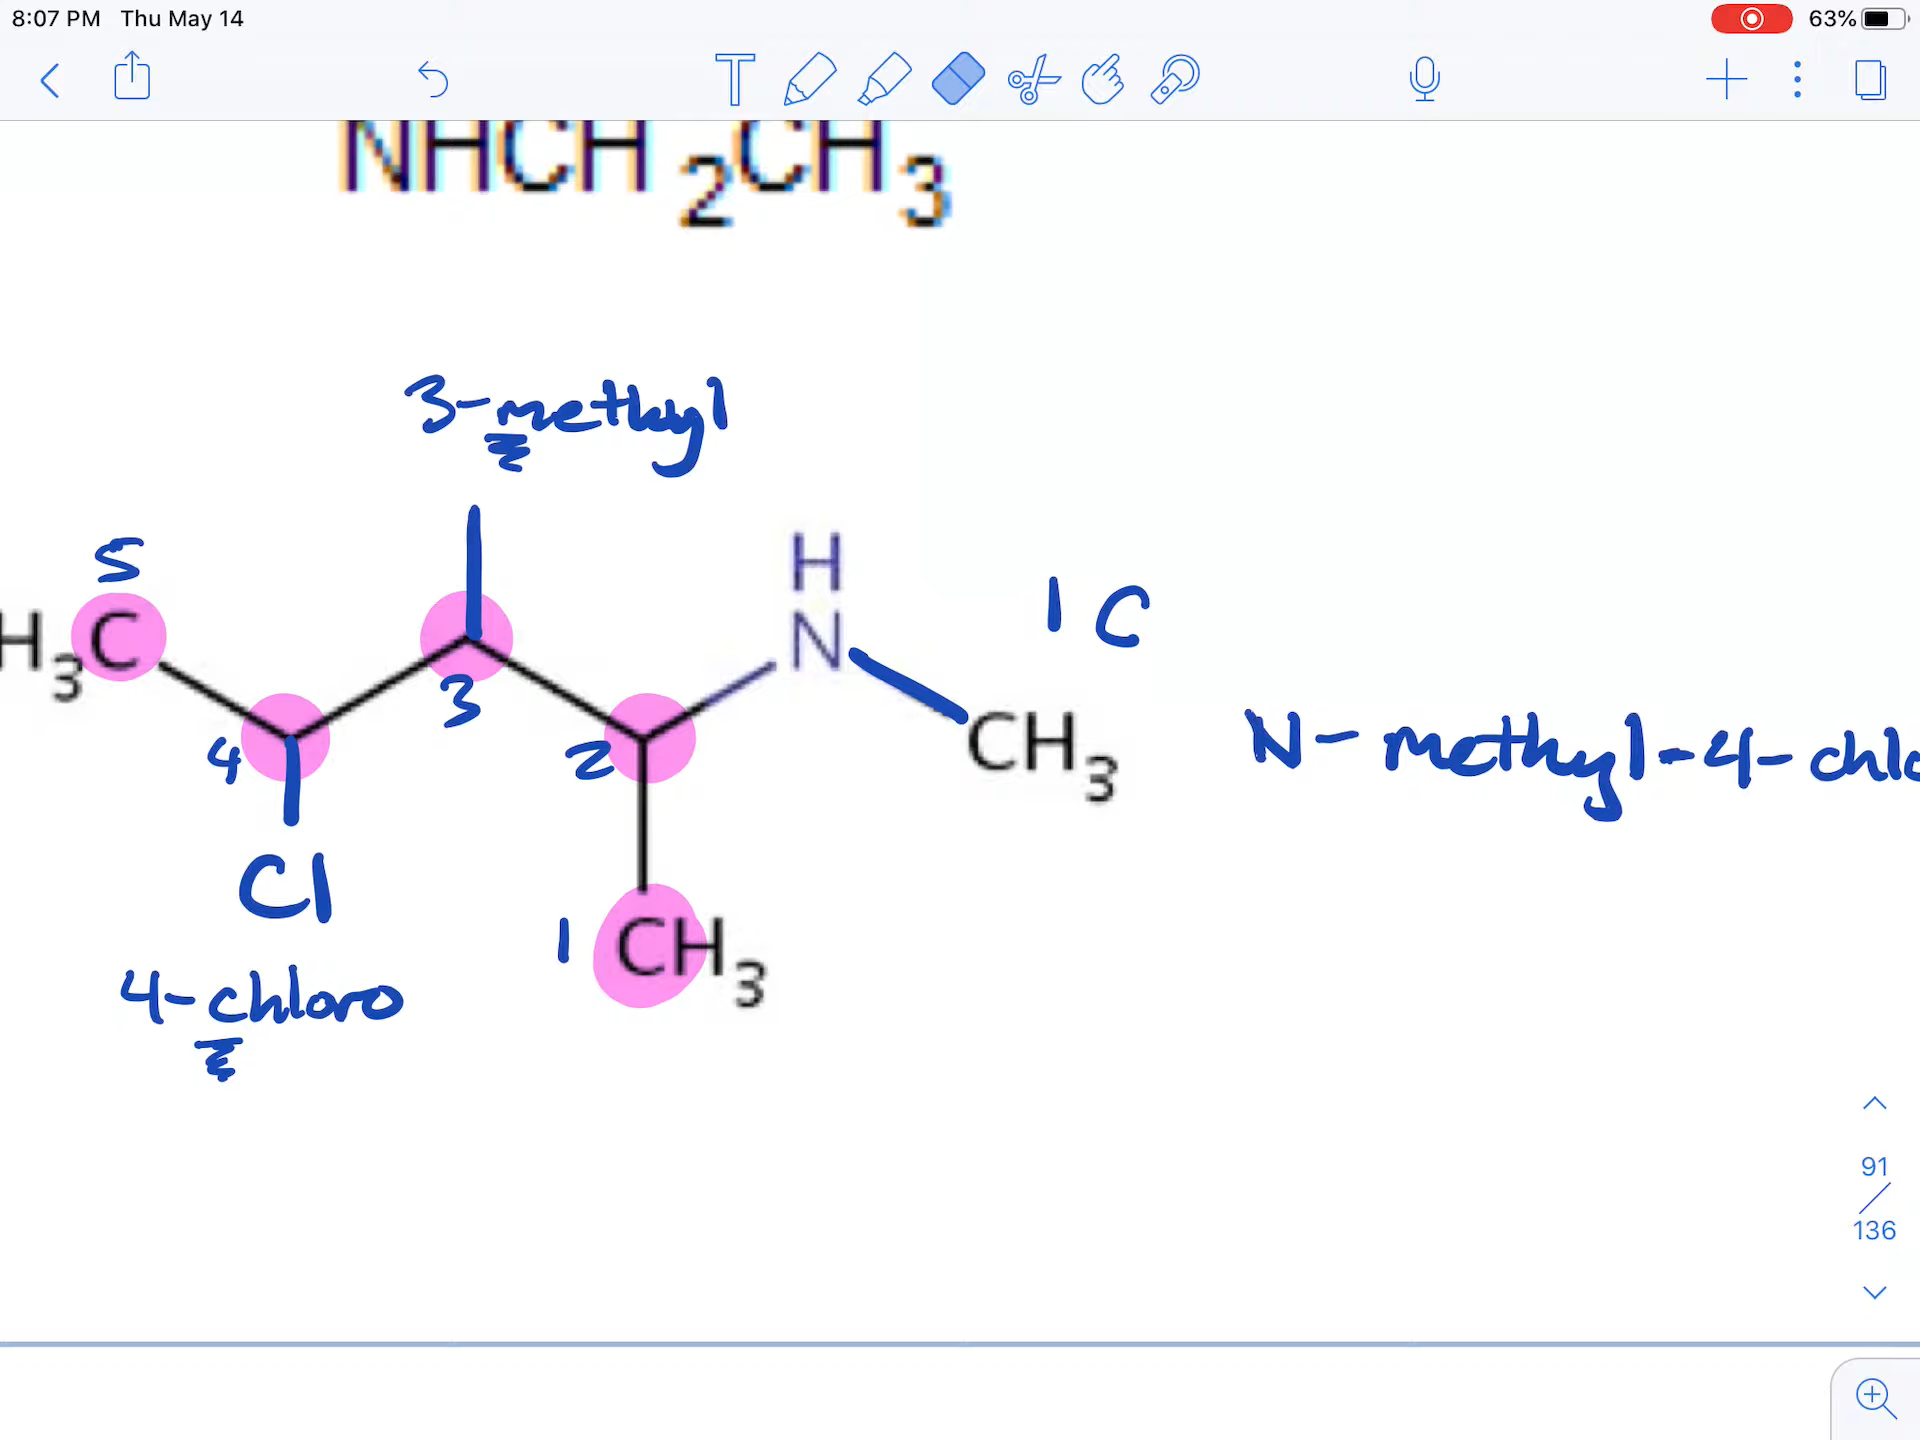 8:07 PM Thu May 14
63%
T
NHCH2CH3
3-methyl
5
H
H3C
N
1 C
3
4
2
CH3
N-methyl-4-chlo
Cl
1
CH3
4-chloro
91
136